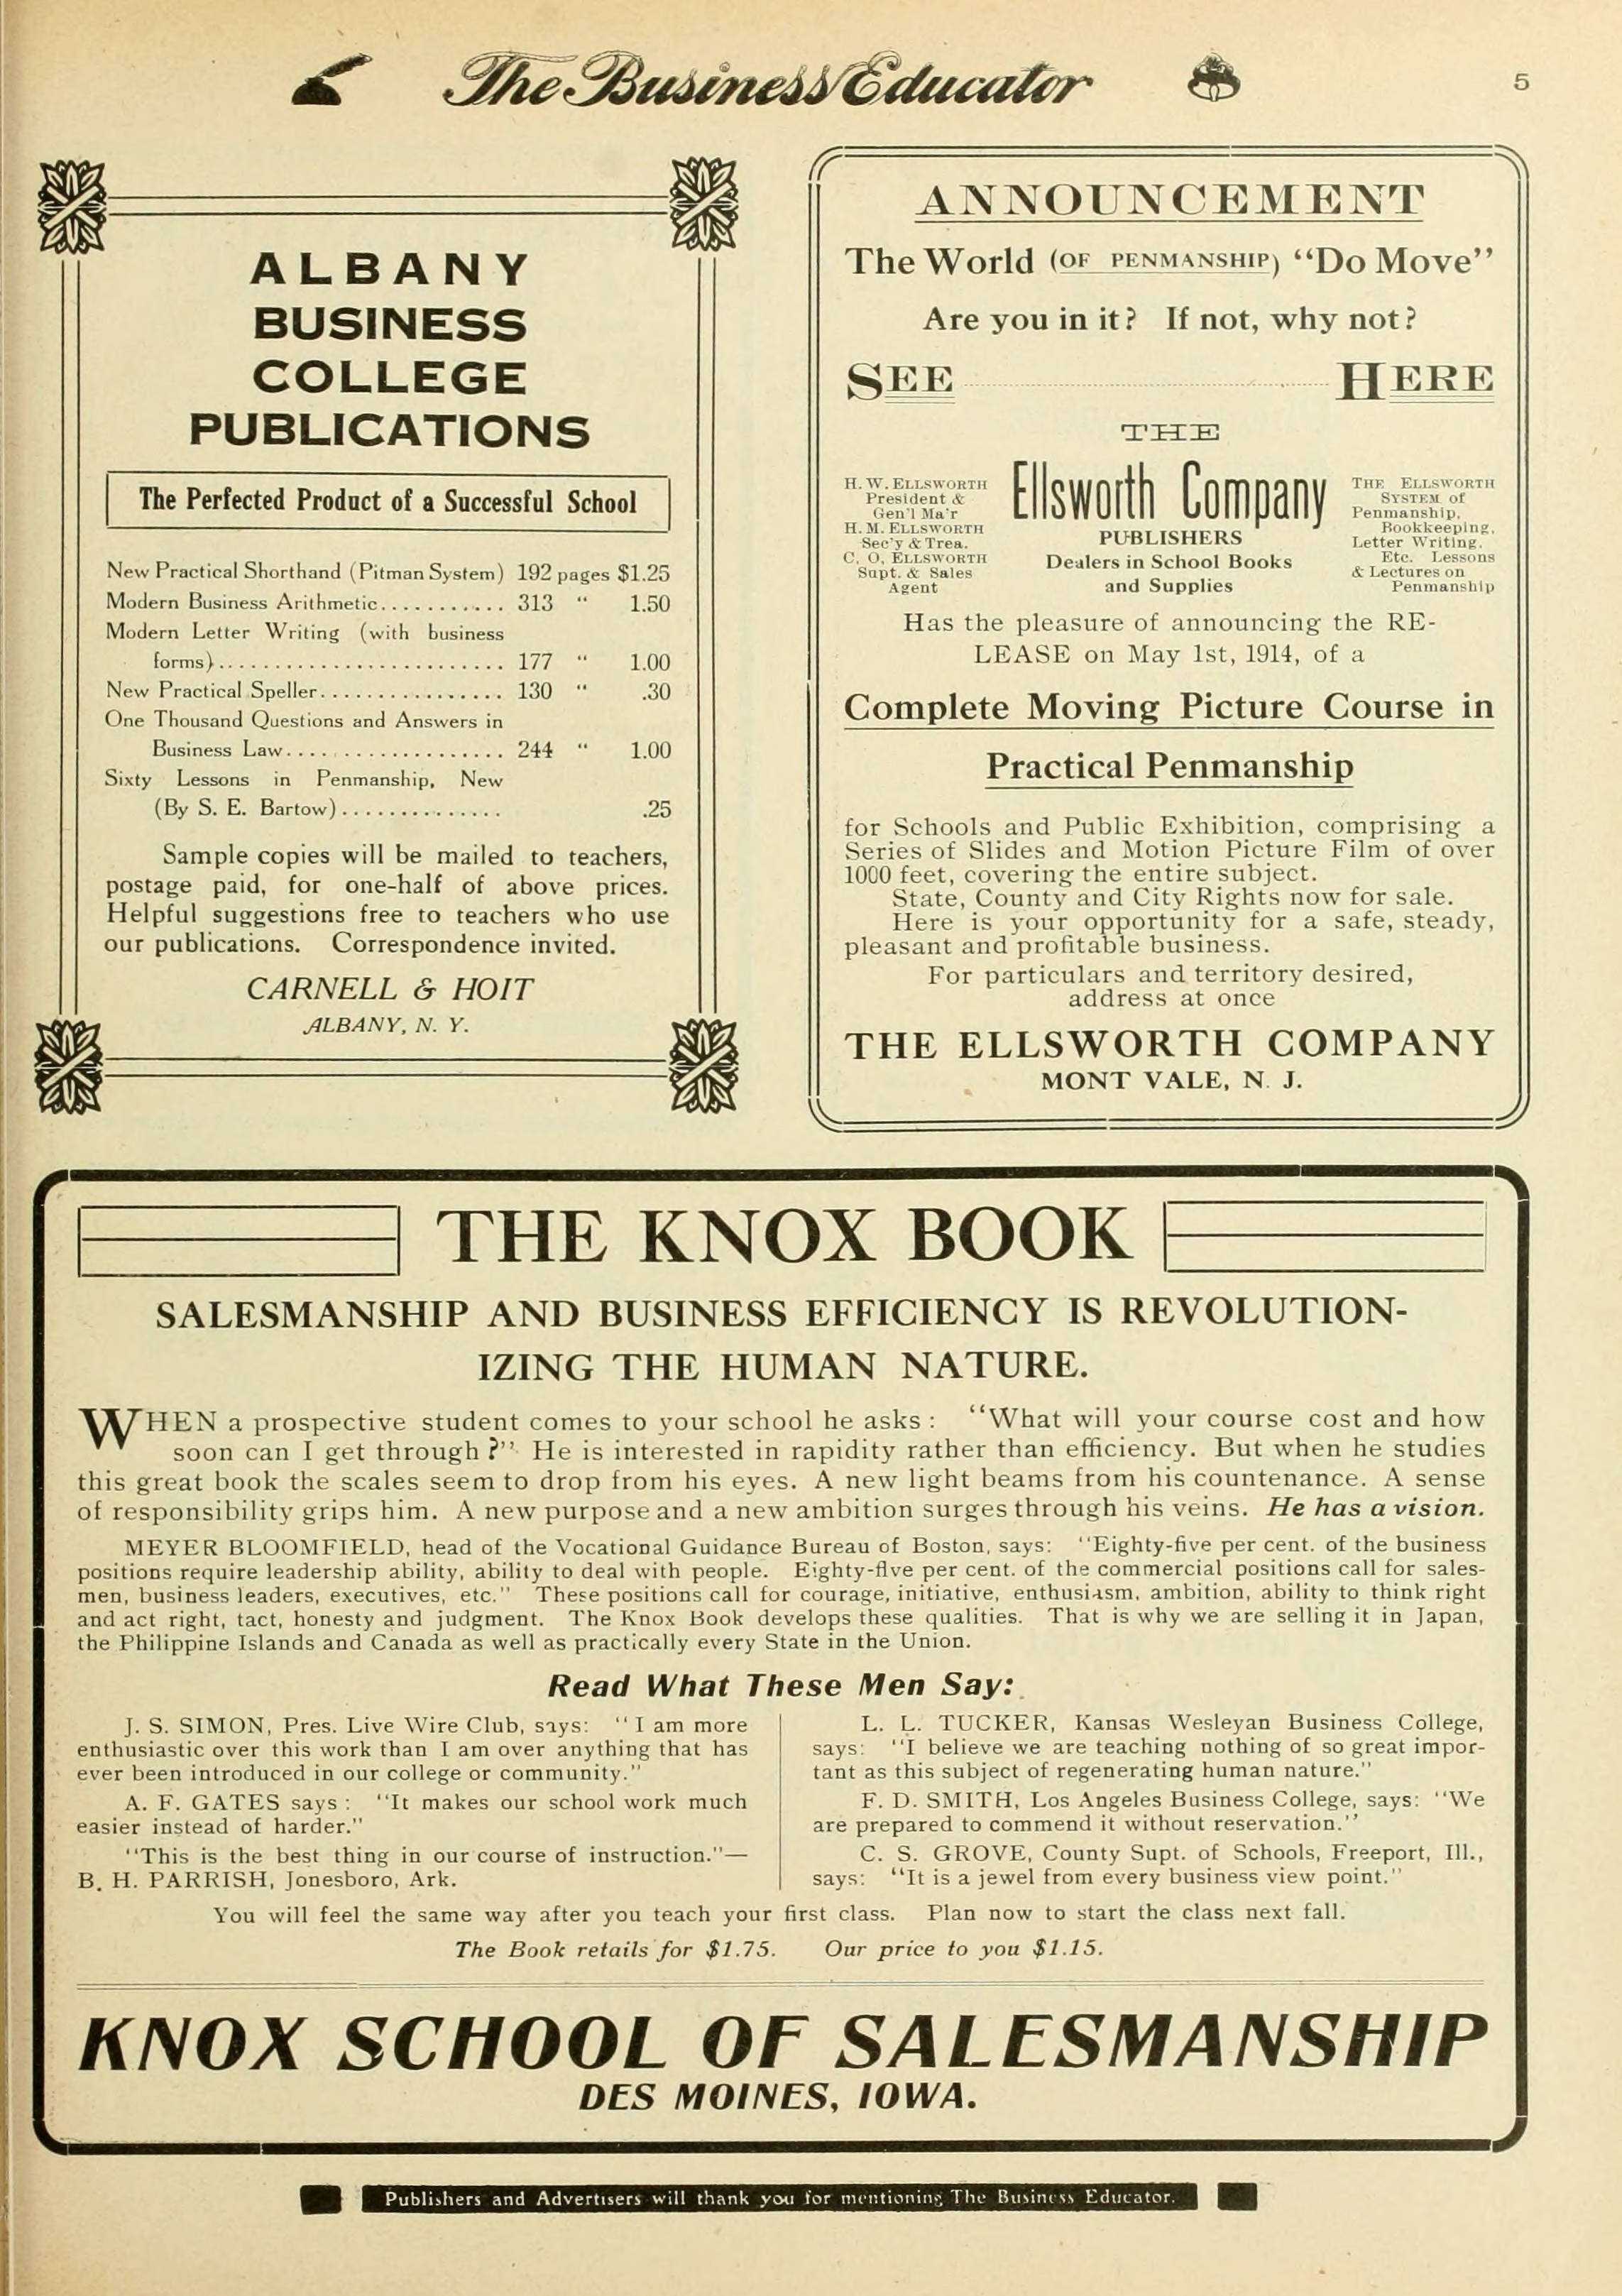 The Business Educator
5
ALBANY
BUSINESS
COLLEGE
PUBLICATIONS
The Perfected Product of a Successful School
New Practical Shorthand (Pitman System) 192 pages $1.25
Modern Business Arithmetic............ 313 " 1.50
Modern Letter Writing (with business
forms)........................... 177 " 1.00
New Practical Speller................. 130 " .30
One Thousand Questions and Answers in
Business Law..................... 244 " 1.00
Sixty Lessons in Penmanship, New
(By S. E. Bartow)............... .25
Sample copies will be mailed to teachers,
postage paid, for one-half of above prices.
Helpful suggestions free to teachers who use
our publications. Correspondence invited.
CARNELL & HOIT
ALBANY, N. Y.
ANNOUNCEMENT
The World (OF PENMANSHIP) "Do Move"
Are you in it? If not, why not?
SEE ........................................ HERE
THE
Ellsworth Company
H. W. ELLSWORTH
President &
Gen'l Ma'r
H. M. ELLSWORTH
Sec'y & Trea.
C. O. ELLSWORTH
Supt. & Sales
Agent
PUBLISHERS
Dealers in School Books
and Supplies
THE ELLSWORTH
SYSTEM of
Penmanship,
Bookkeeping,
Letter Writing,
Etc. Lessons
& Lectures on
Penmanship
Has the pleasure of announcing the RE-
LEASE on May 1st, 1914, of a
Complete Moving Picture Course in
Practical Penmanship
for Schools and Public Exhibition, comprising a
Series of Slides and Motion Picture Film of over
1000 feet, covering the entire subject.
State, County and City Rights now for sale.
Here is your opportunity for a safe, steady,
pleasant and profitable business.
For particulars and territory desired,
address at once
THE ELLSWORTH COMPANY
MONT VALE, N. J.
THE KNOX BOOK
SALESMANSHIP AND BUSINESS EFFICIENCY IS REVOLUTION-
IZING THE HUMAN NATURE.
WHEN a prospective student comes to your school he asks: "What will your course cost and how
soon can I get through?" He is interested in rapidity rather than efficiency. But when he studies
this great book the scales seem to drop from his eyes. A new light beams from his countenance. A sense
of responsibility grips him. A new purpose and a new ambition surges through his veins. He has a vision.
MEYER BLOOMFIELD, head of the Vocational Guidance Bureau of Boston, says: "Eighty-five per cent. of the business
positions require leadership ability, ability to deal with people. Eighty-five per cent. of the commercial positions call for sales-
men, business leaders, executives, etc." These positions call for courage, initiative, enthusiasm, ambition, ability to think right
and act right, tact, honesty and judgment. The Knox Book develops these qualities. That is why we are selling it in Japan,
the Philippine Islands and Canada as well as practically every State in the Union.
Read What These Men Say:
J. S. SIMON, Pres. Live Wire Club, says: "I am more
enthusiastic over this work than I am over anything that has
ever been introduced in our college or community."
A. F. GATES says: "It makes our school work much
easier instead of harder."
"This is the best thing in our course of instruction."—
B. H. PARRISH, Jonesboro, Ark.
L. L. TUCKER, Kansas Wesleyan Business College,
says: "I believe we are teaching nothing of so great impor-
tant as this subject of regenerating human nature."
F. D. SMITH, Los Angeles Business College, says: "We
are prepared to commend it without reservation."
C. S. GROVE, County Supt. of Schools, Freeport, Ill.,
says: "It is a jewel from every business view point."
You will feel the same way after you teach your first class. Plan now to start the class next fall.
The Book retails for $1.75. Our price to you $1.15.
KNOX SCHOOL OF SALESMANSHIP
DES MOINES, IOWA.
Publishers and Advertisers will thank you for mentioning The Business Educator.